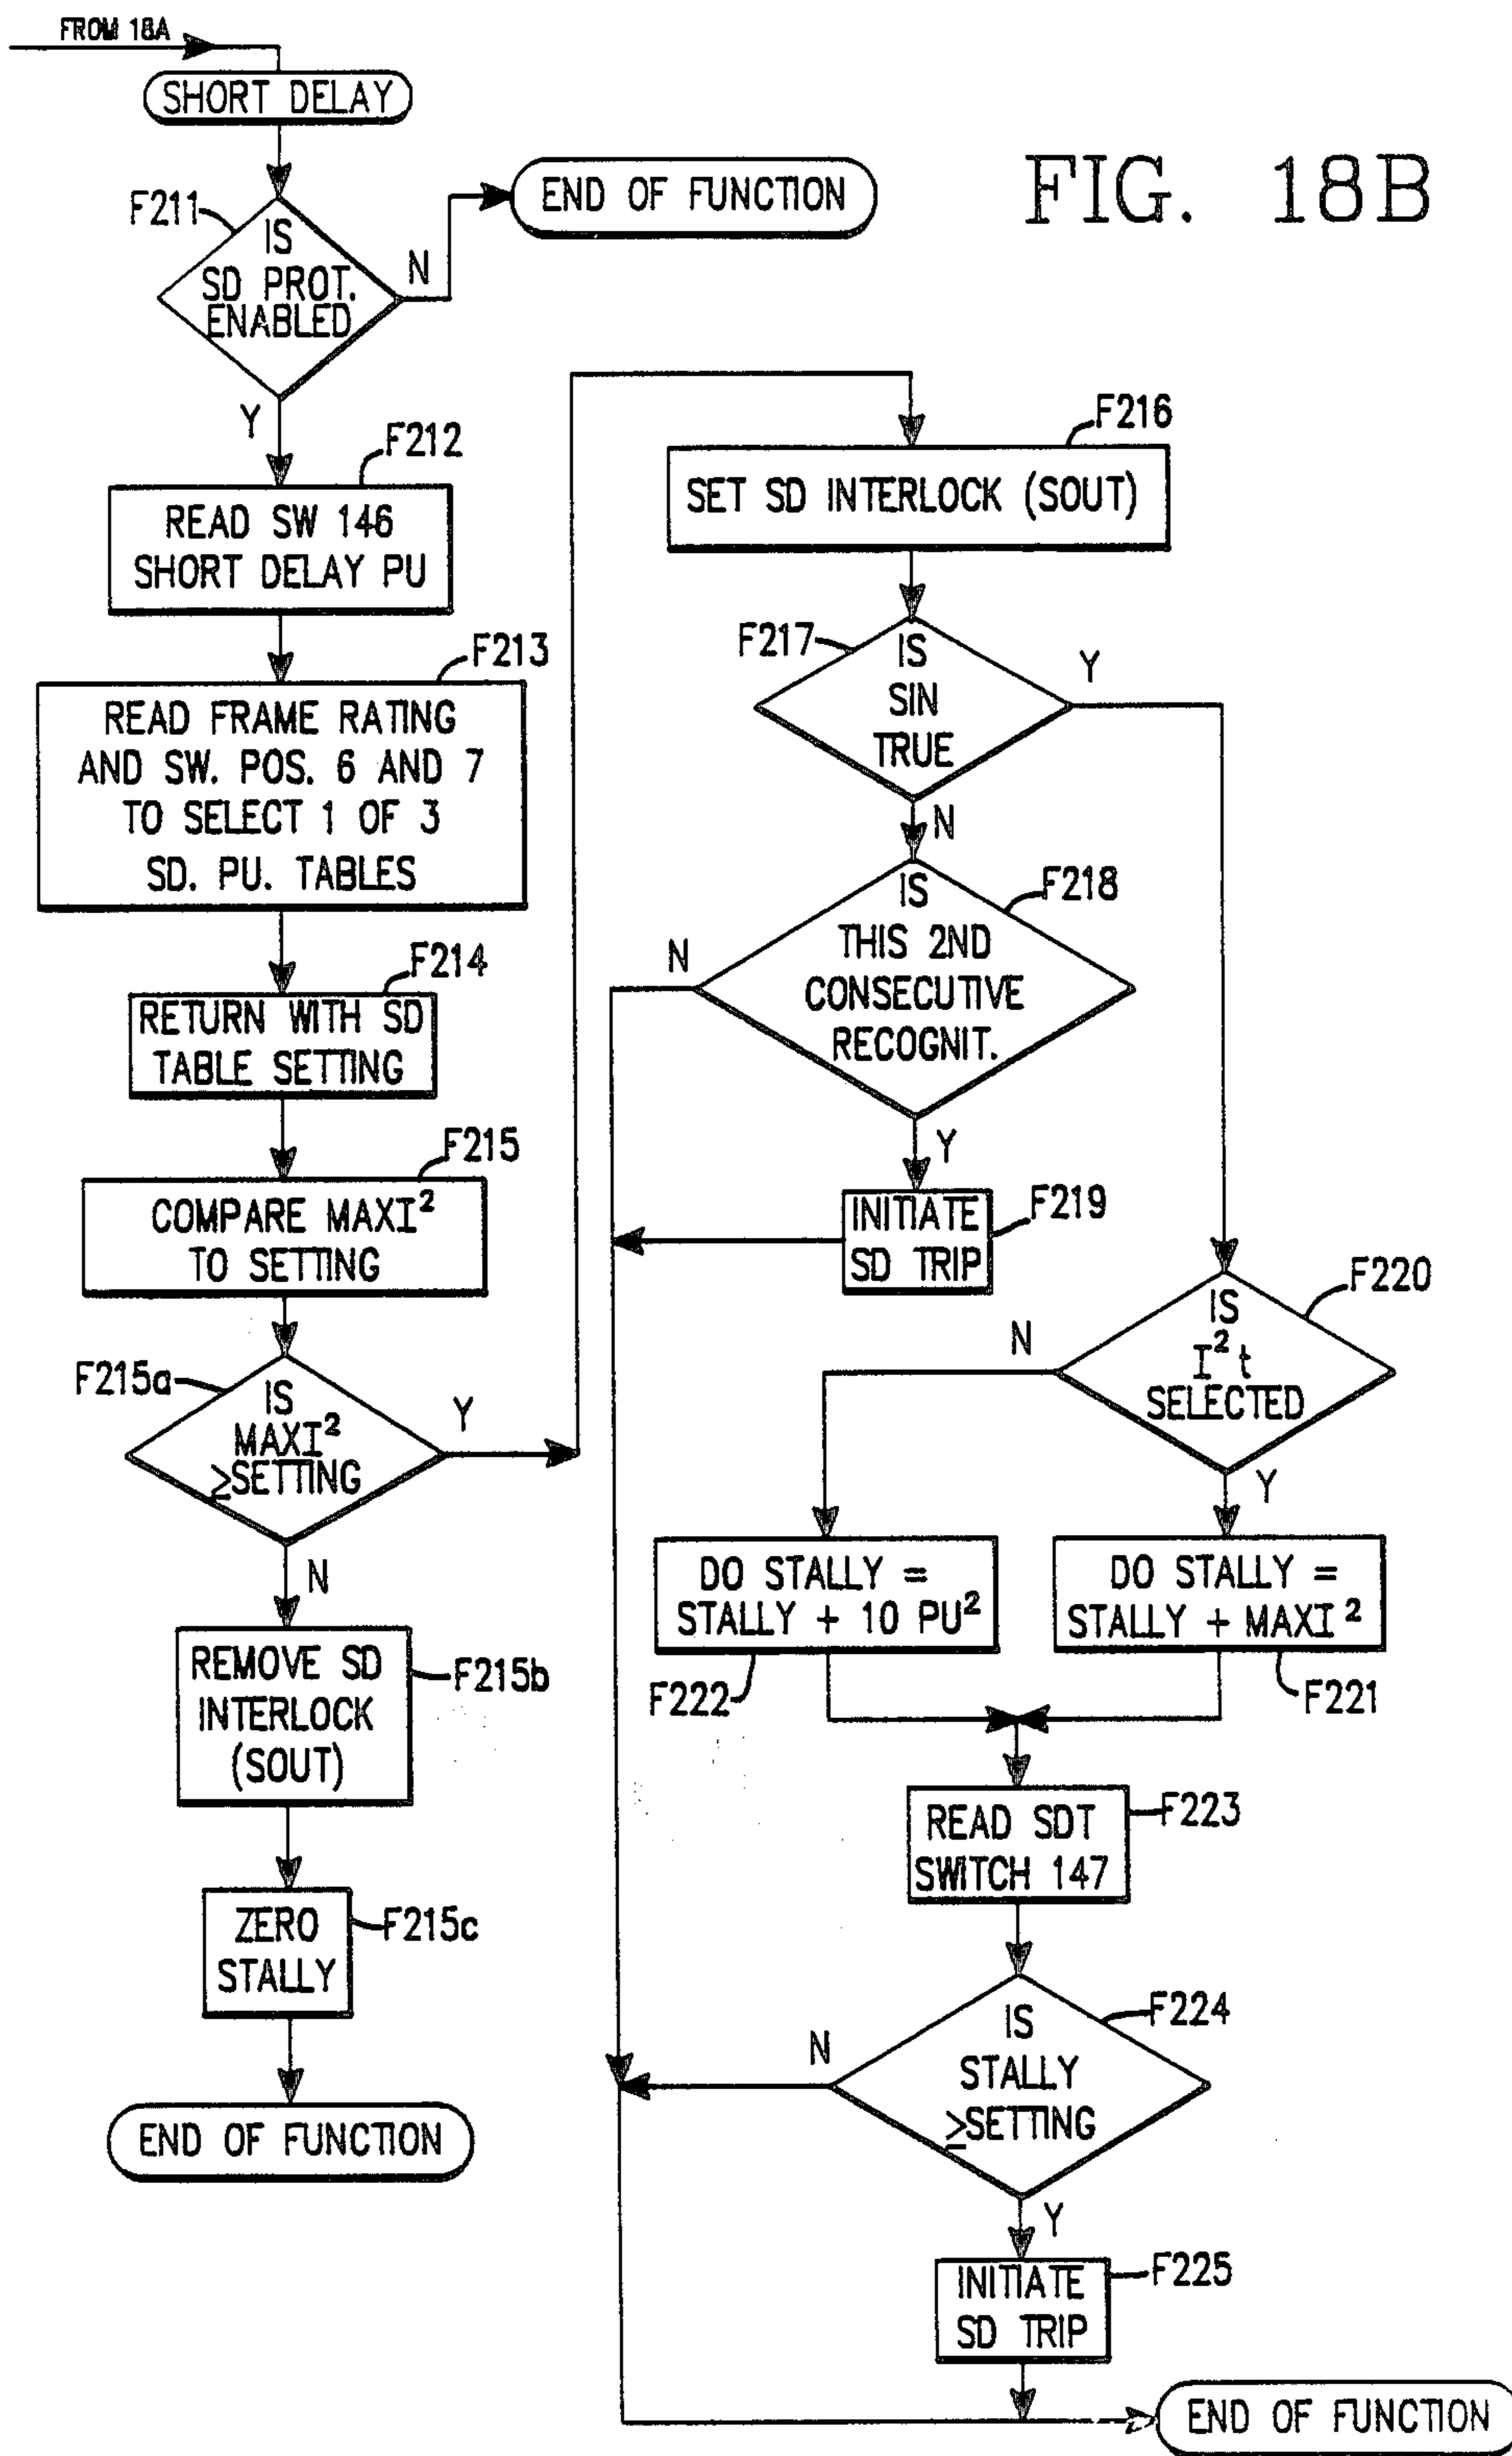 FROM 18A
SHORT DELAY
FIG. 18B
F211
IS
SD PROT.
ENABLED
N
END OF FUNCTION
Y
F212
READ SW 146
SHORT DELAY PU
F213
READ FRAME RATING
AND SW. POS. 6 AND 7
TO SELECT 1 OF 3
SD. PU. TABLES
F214
RETURN WITH SD
TABLE SETTING
F215
COMPARE MAXI²
TO SETTING
F215a
IS
MAXI²
≥SETTING
Y
N
REMOVE SD
INTERLOCK
(SOUT)
F215b
ZERO
STALLY
F215c
END OF FUNCTION
F216
SET SD INTERLOCK (SOUT)
F217
IS
SIN
TRUE
Y
N
F218
IS
THIS 2ND
CONSECUTIVE
RECOGNIT.
N
Y
INITIATE
SD TRIP
F219
F220
IS
I²t
SELECTED
N
Y
DO STALLY =
STALLY + 10 PU²
F222
DO STALLY =
STALLY + MAXI²
F221
READ SDT
SWITCH 147
F223
F224
IS
STALLY
≥SETTING
N
Y
INITIATE
SD TRIP
F225
END OF FUNCTION